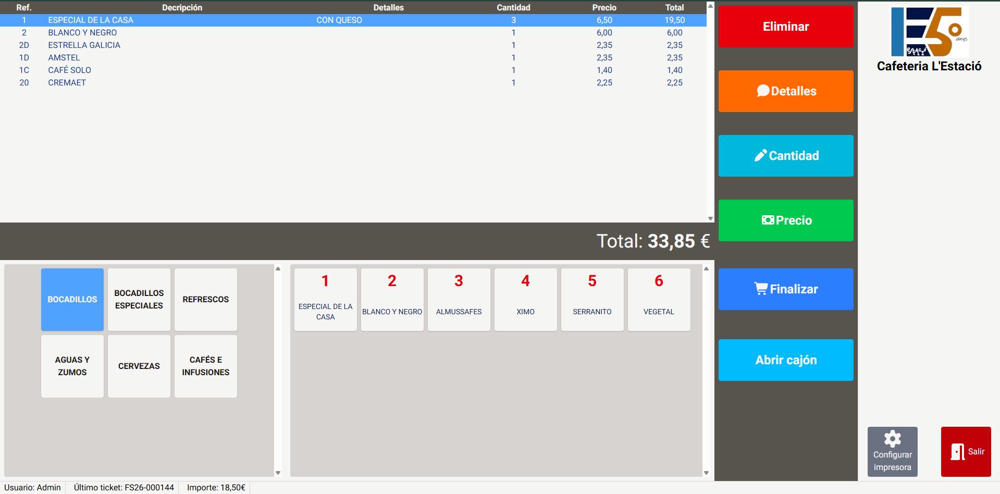 Ref. Decripción Detalles Cantidad Precio Total
1 ESPECIAL DE LA CASA CON QUESO 3 6,50 19,50
2 BLANCO Y NEGRO 1 6,00 6,00
2D ESTRELLA GALICIA 1 2,35 2,35
1D AMSTEL 1 2,35 2,35
1C CAFÉ SOLO 1 1,40 1,40
20 CREMAET 1 2,25 2,25
Total: 33,85 €
BOCADILLOS
BOCADILLOS
ESPECIALES
REFRESCOS
AGUAS Y
ZUMOS
CERVEZAS
CAFÉS E
INFUSIONES
1
ESPECIAL DE LA
CASA
2
BLANCO Y NEGRO
3
ALMUSSAFES
4
XIMO
5
SERRANITO
6
VEGETAL
Eliminar
Detalles
Cantidad
Precio
Finalizar
Abrir cajón
anys
Cafeteria L'Estació
Configurar
impresora
Salir
Usuario: Admin Último ticket: FS26-000144 Importe: 18,50€